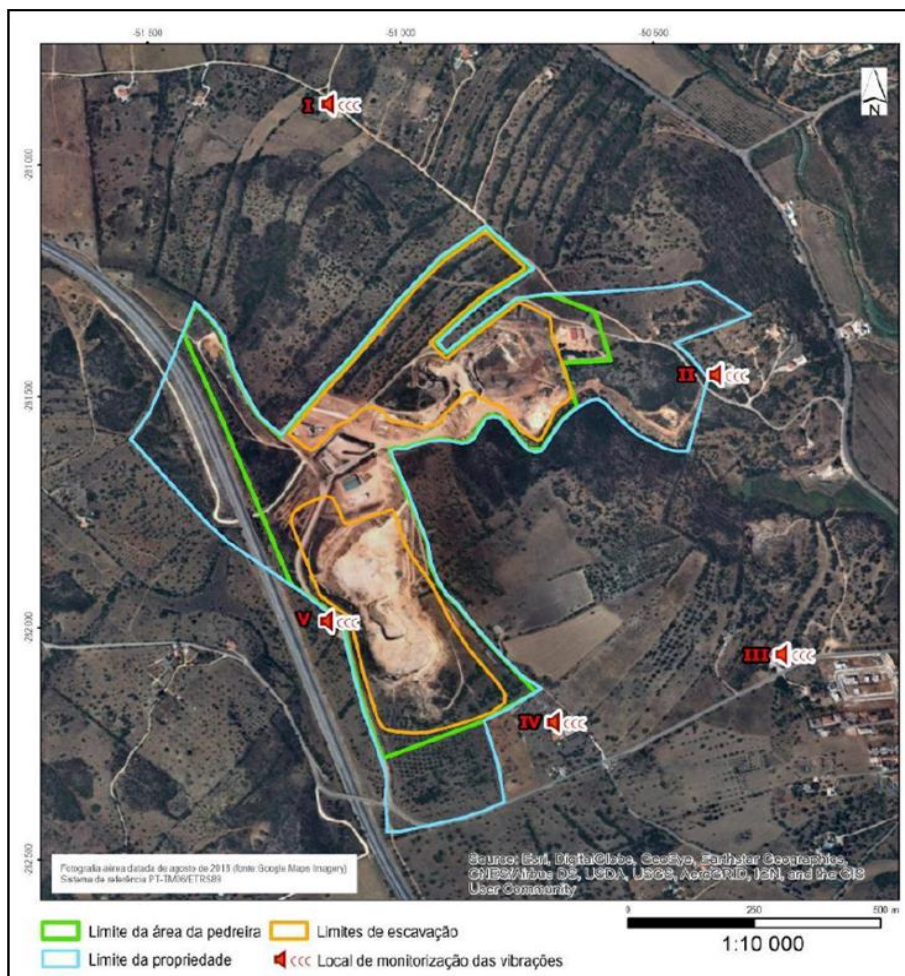 -51 500
-51 000
-50 500
-281 000
-281 500
-282 000
-282 500
N
I
II
III
IV
V
Fotografia aérea datada de agosto de 2018 (fonte Google Maps Imagery)
Sistema de referência PT-TM06/ETRS89
Source: Esri, DigitalGlobe, GeoEye, Earthstar Geographics,
CNES/Airbus DS, USDA, USGS, AeroGRID, IGN, and the GIS
User Community
Limite da área da pedreira
Limites de escavação
Limite da propriedade
Local de monitorização das vibrações
0
250
500 m
1:10 000